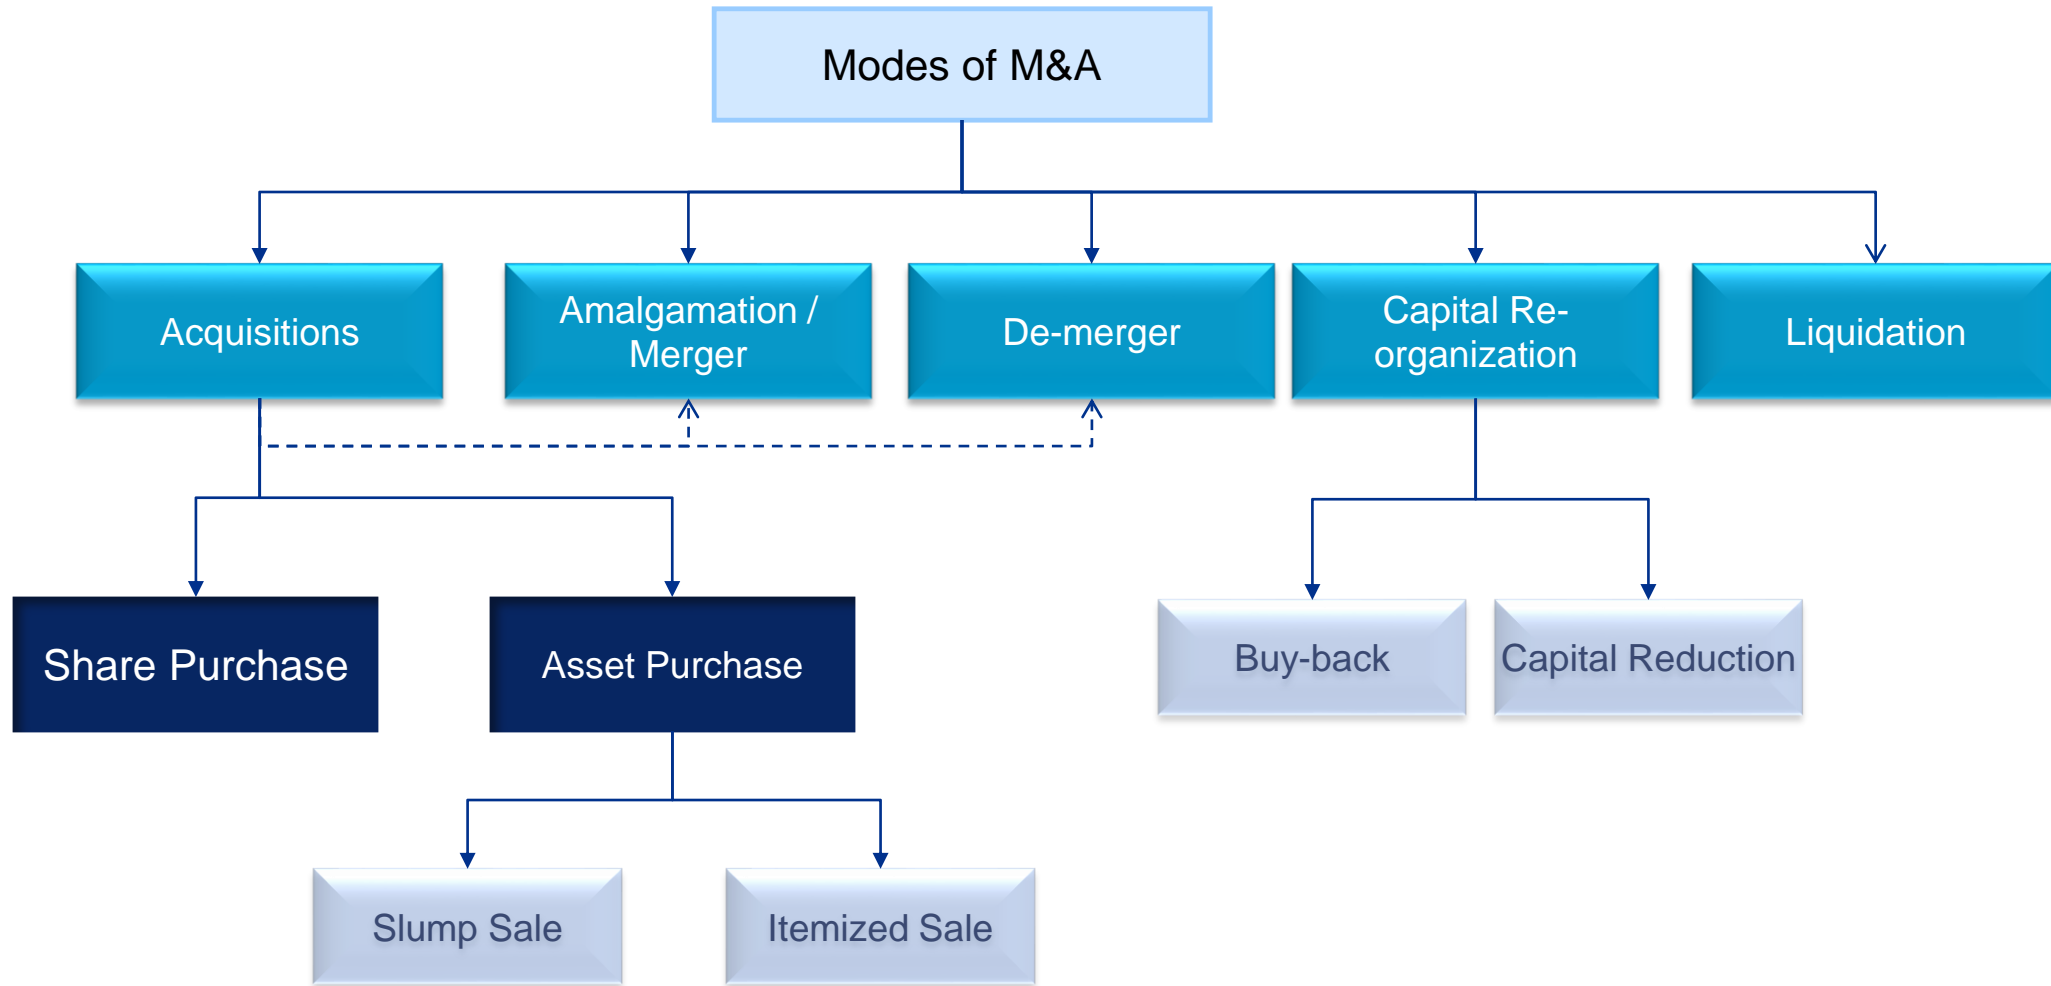 Modes of M&A
Acquisitions
Amalgamation /
Merger
De-merger
Capital Re-
organization
Liquidation
Share Purchase
Asset Purchase
Buy-back
Capital Reduction
Slump Sale
Itemized Sale